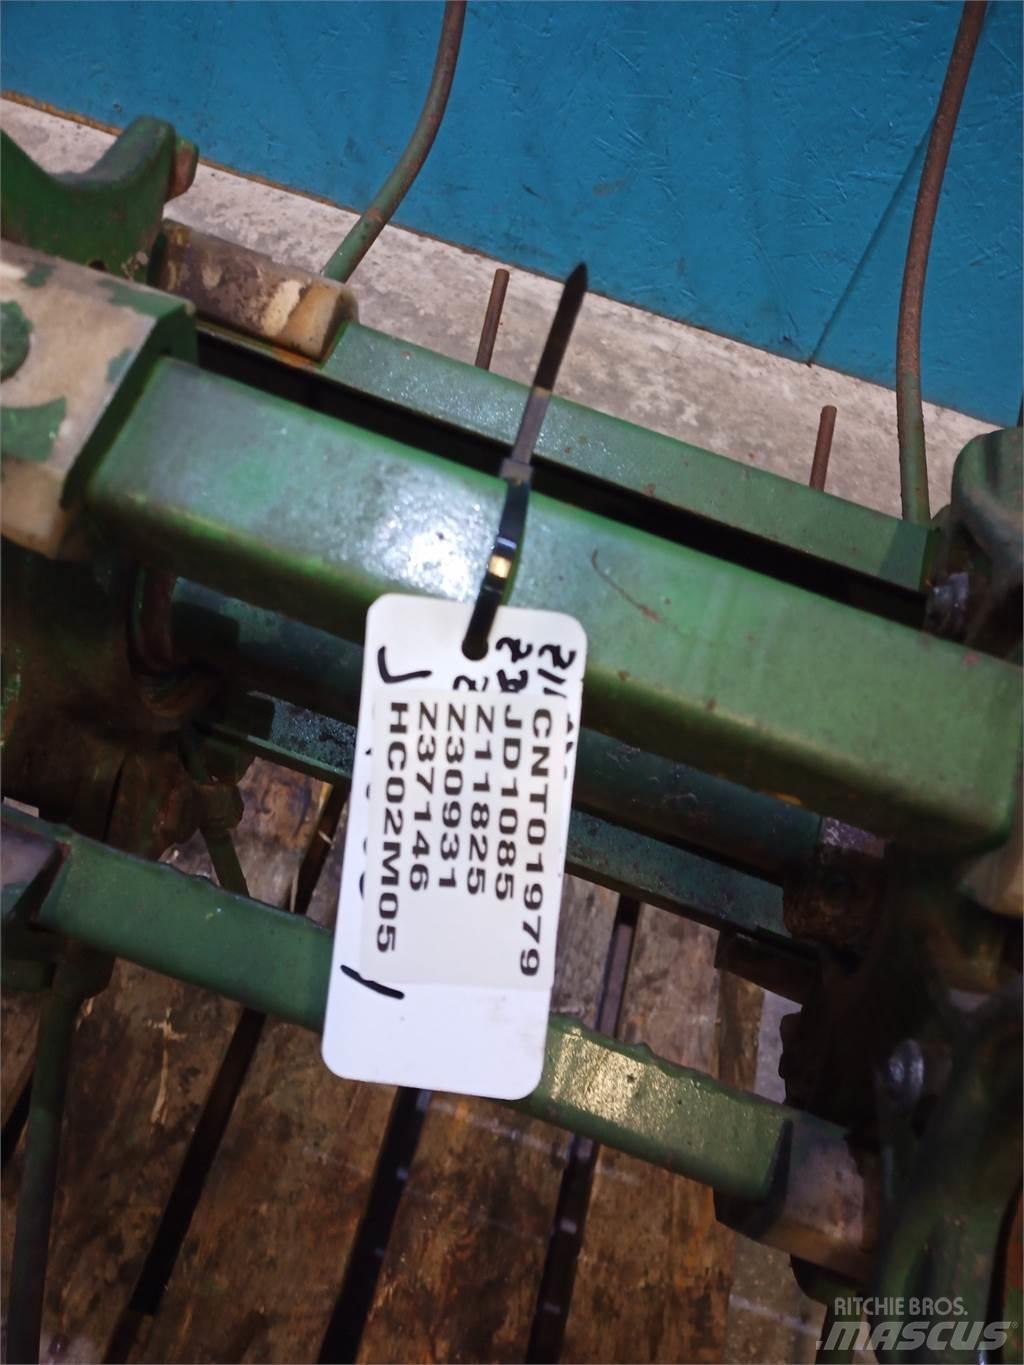 CNT01979
JD1085
Z11825
Z30931
Z37146
HC02M05
RITCHIE BROS.
MASCUS